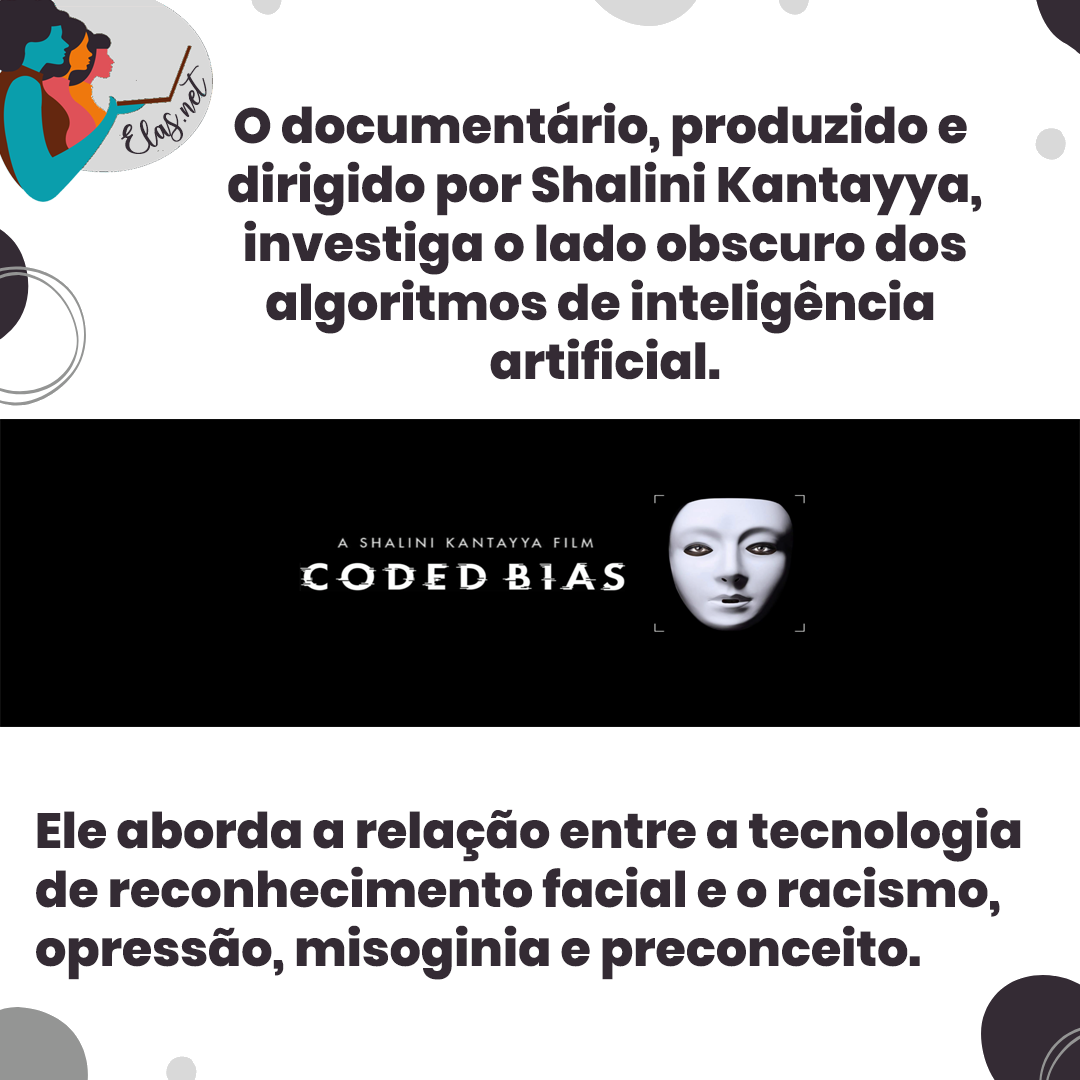 Elas.net
O documentário, produzido e
dirigido por Shalini Kantayya,
investiga o lado obscuro dos
algoritmos de inteligência
artificial.
A SHALINI KANTAYYA FILM
CODED BIAS
Ele aborda a relação entre a tecnologia
de reconhecimento facial e o racismo,
opressão, misoginia e preconceito.